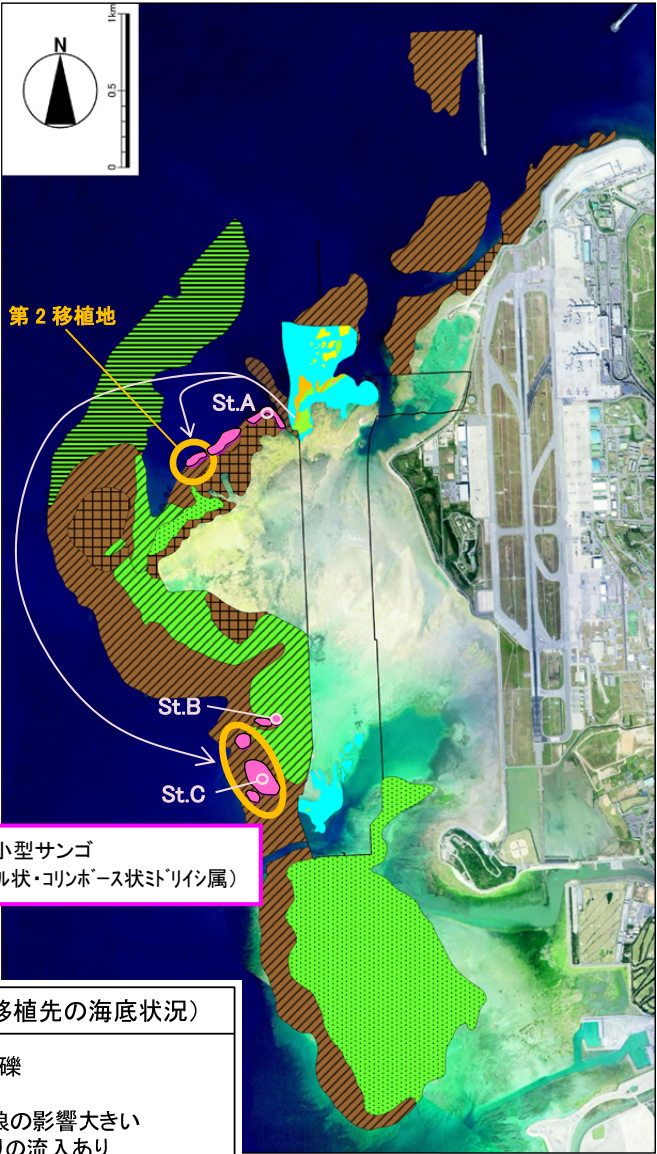 N
1km
0.5
0
第２移植地
St.A
St.B
St.C
小型サンゴ
ル状・コリンボース状ミドリイシ属）
移植先の海底状況）
礫
浪の影響大きい
りの流入あり